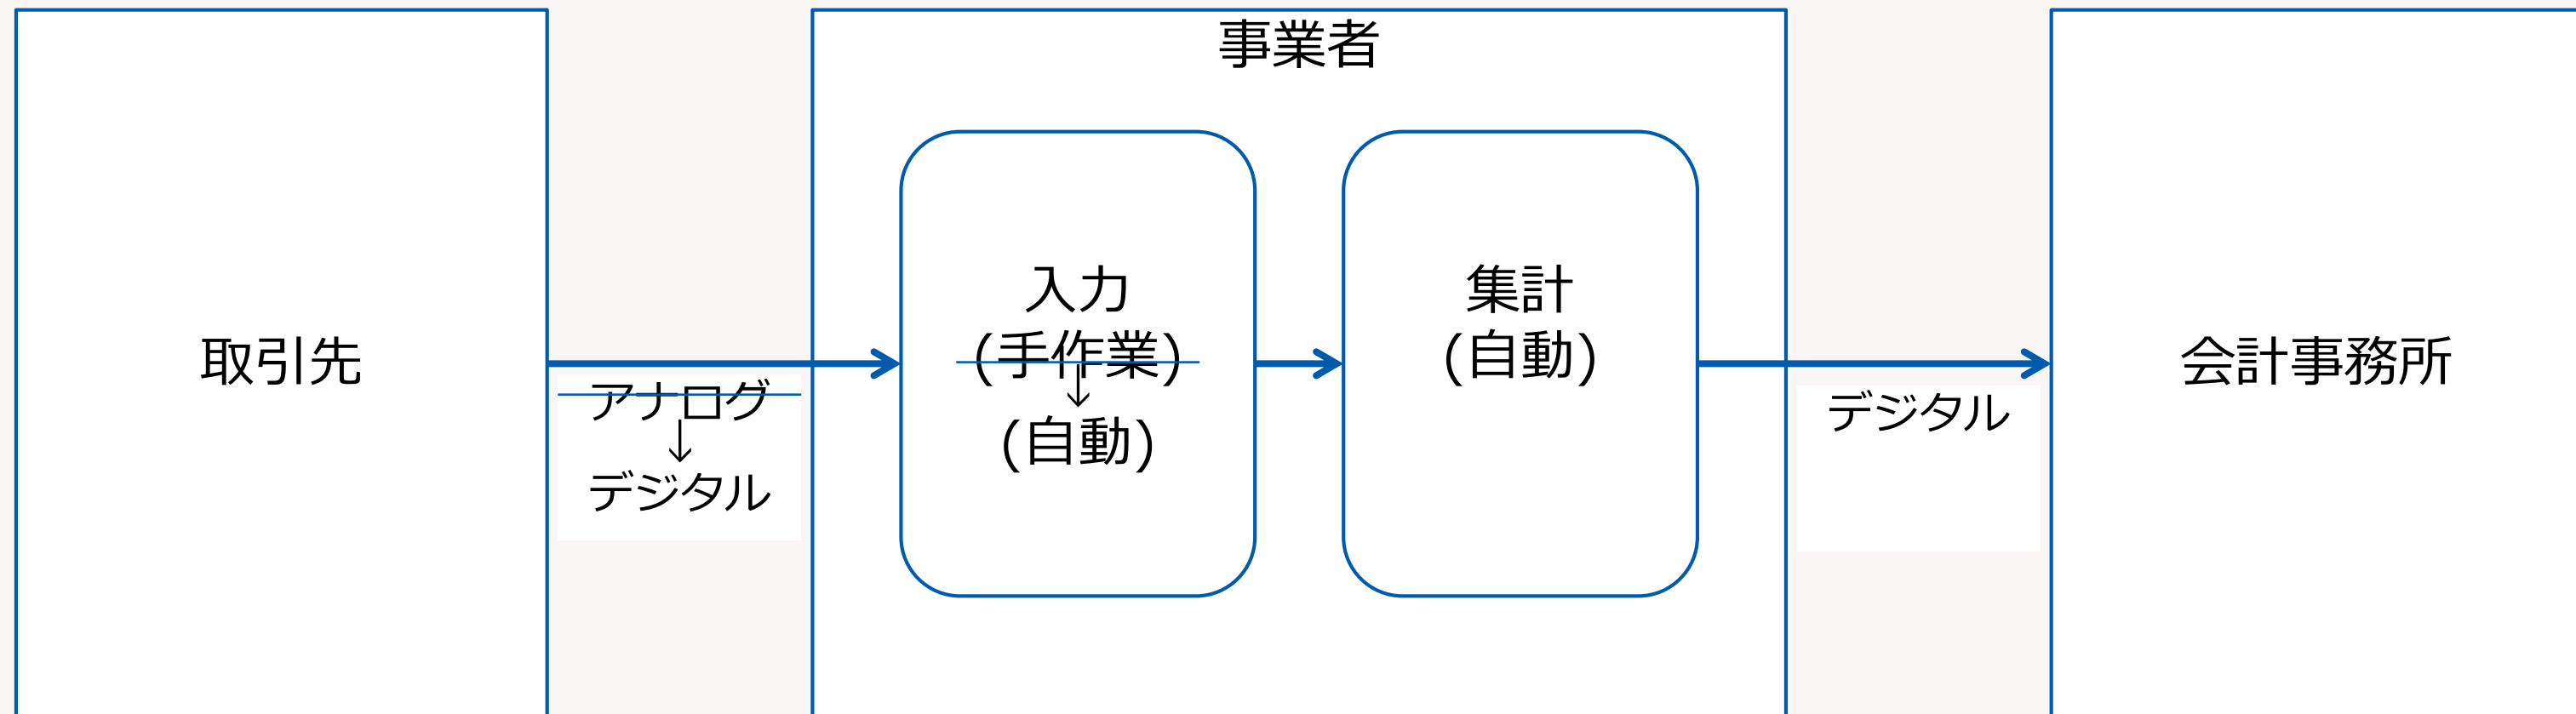 事業者
取引先
アナログ
↓
デジタル
入力
(手作業)
↓
(自動)
集計
(自動)
デジタル
会計事務所